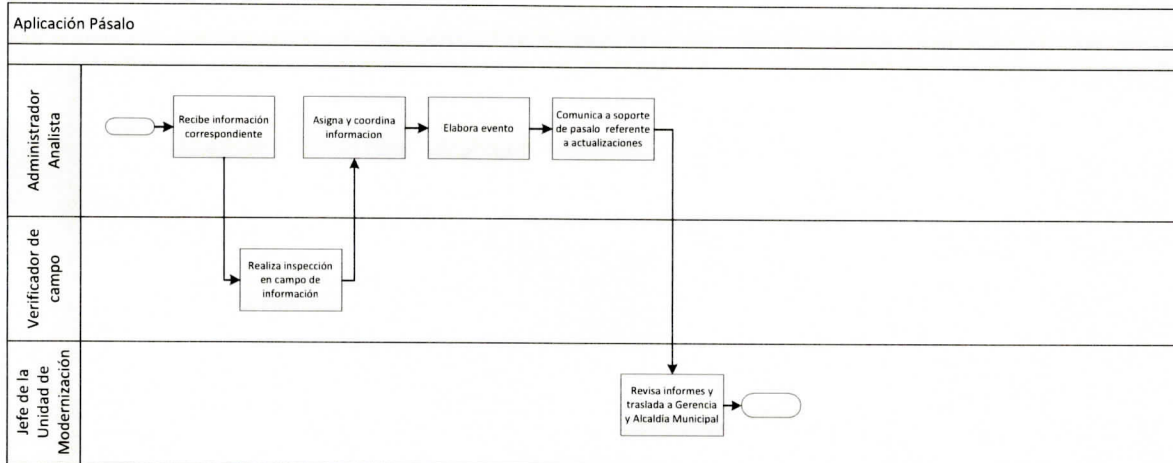 Aplicación Pásalo
Administrador
Analista
Recibe información
correspondiente
Asigna y coordina
informacion
Elabora evento
Comunica a soporte
de pasalo referente
a actualizaciones
Verificador de
campo
Realiza inspección
en campo de
información
Jefe de la
Unidad de
Modernización
Revisa informes y
traslada a Gerencia
y Alcaldía Municipal